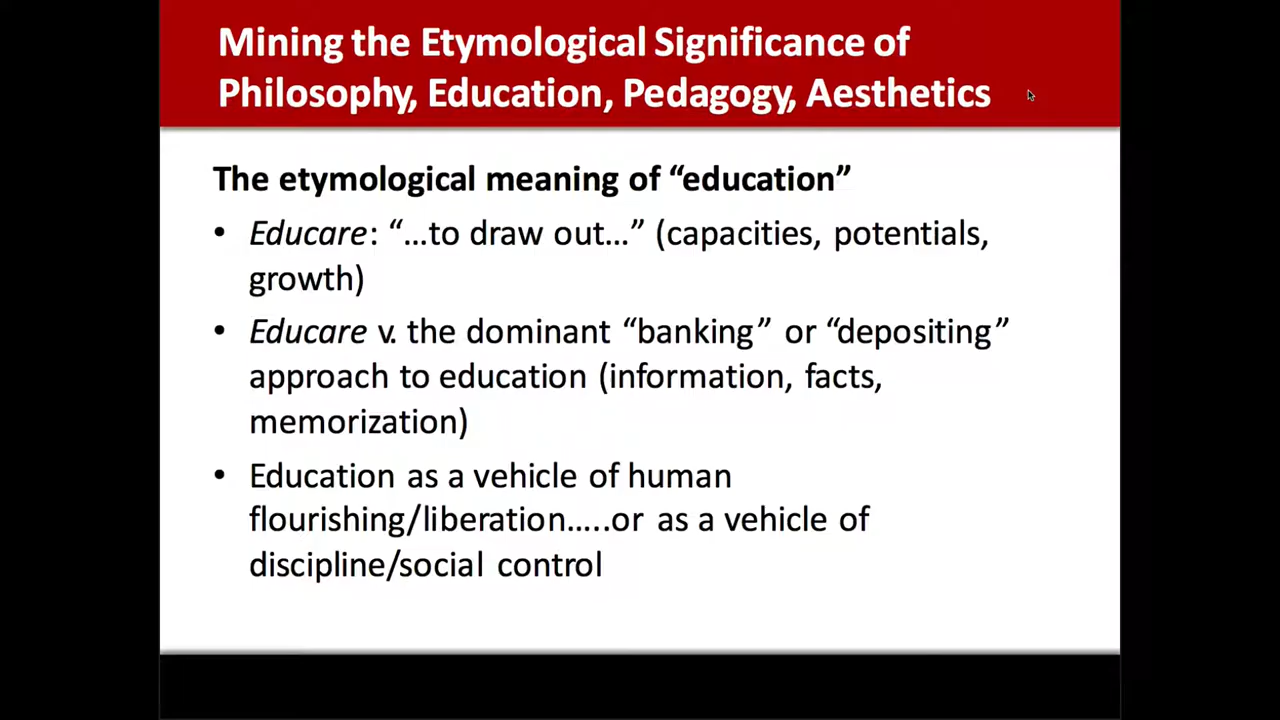 Mining the Etymological Significance of
Philosophy, Education, Pedagogy, Aesthetics
The etymological meaning of “education”
• Educare: “…to draw out…” (capacities, potentials,
growth)
• Educare v. the dominant “banking” or “depositing”
approach to education (information, facts,
memorization)
• Education as a vehicle of human
flourishing/liberation…..or as a vehicle of
discipline/social control